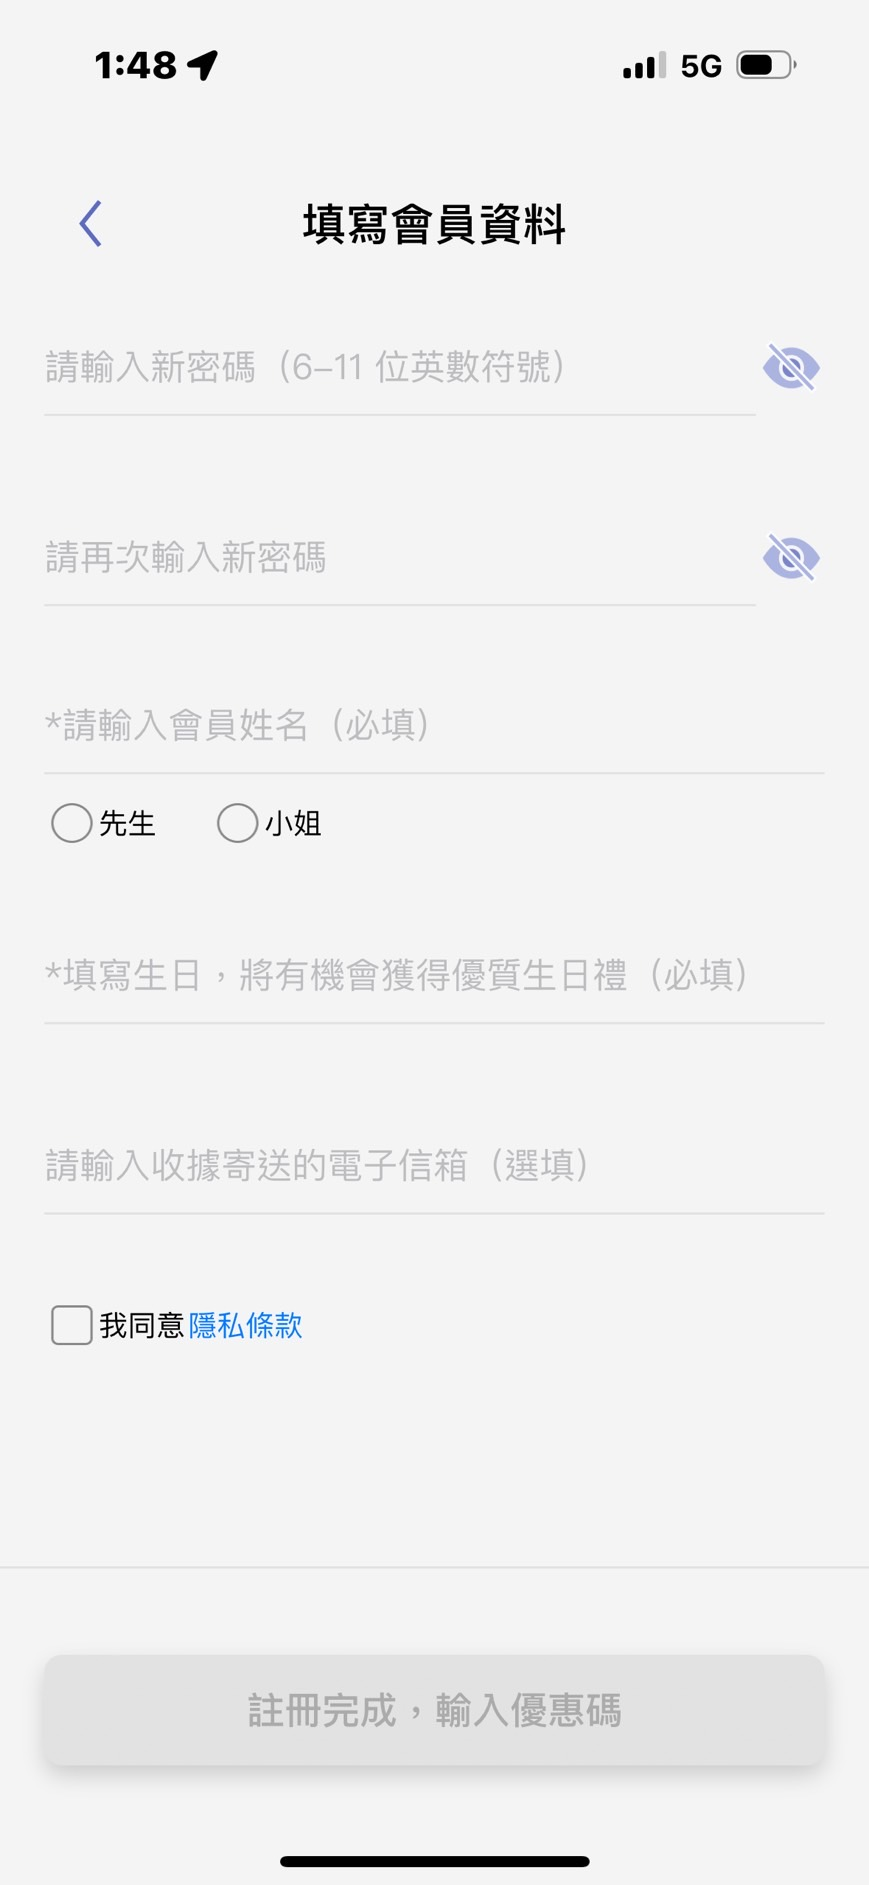 1:48
5G
填寫會員資料
請輸入新密碼（6–11 位英數符號）
請再次輸入新密碼
*請輸入會員姓名（必填）
先生 小姐
*填寫生日，將有機會獲得優質生日禮（必填）
請輸入收據寄送的電子信箱（選填）
我同意隱私條款
註冊完成，輸入優惠碼